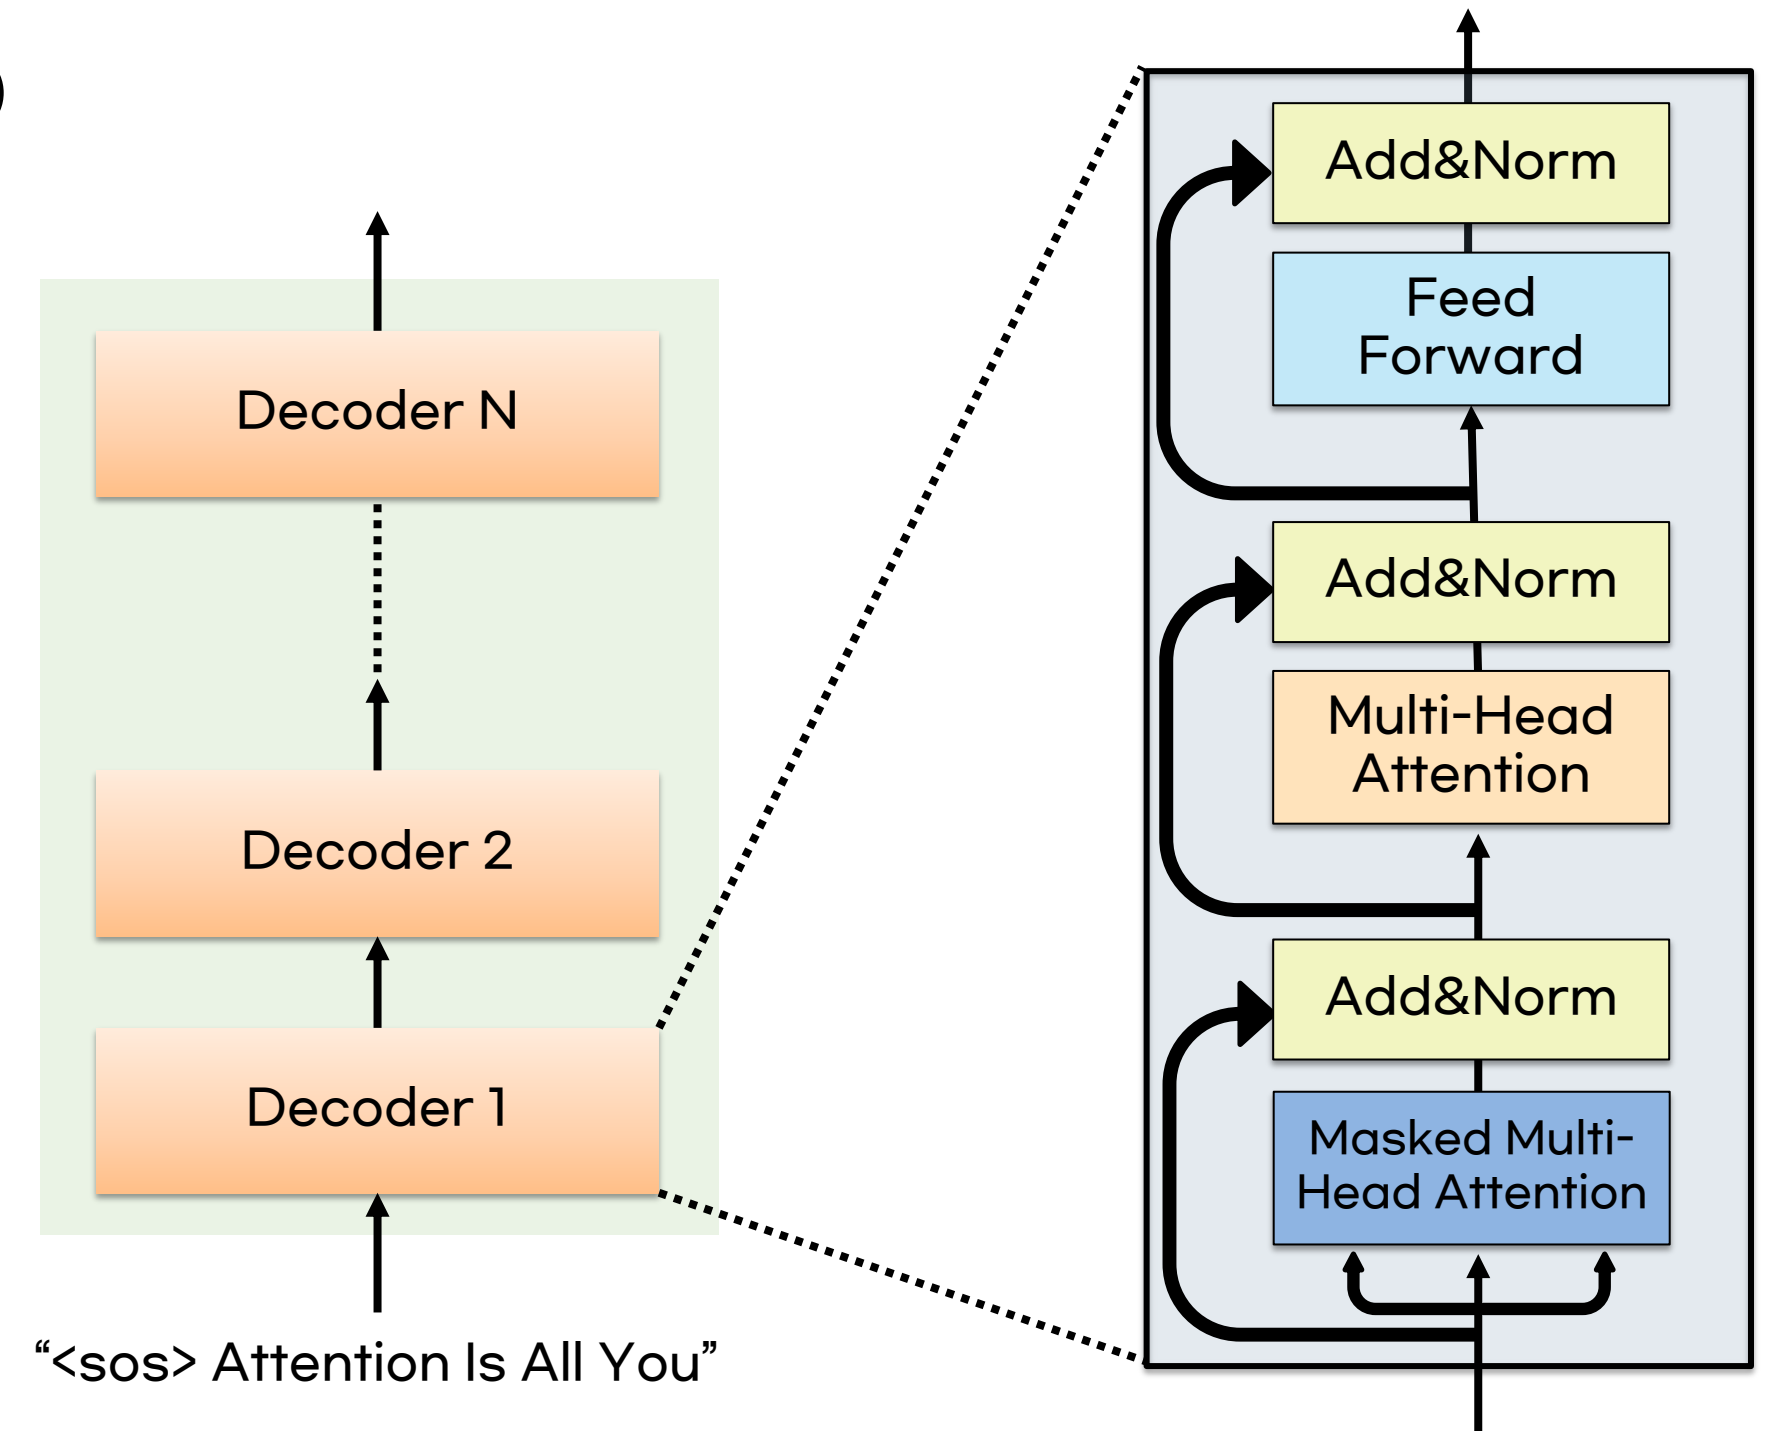 )
Decoder N
Decoder 2
Decoder 1
“<sos> Attention Is All You”
Add&Norm
Feed
Forward
Add&Norm
Multi-Head
Attention
Add&Norm
Masked Multi-
Head Attention